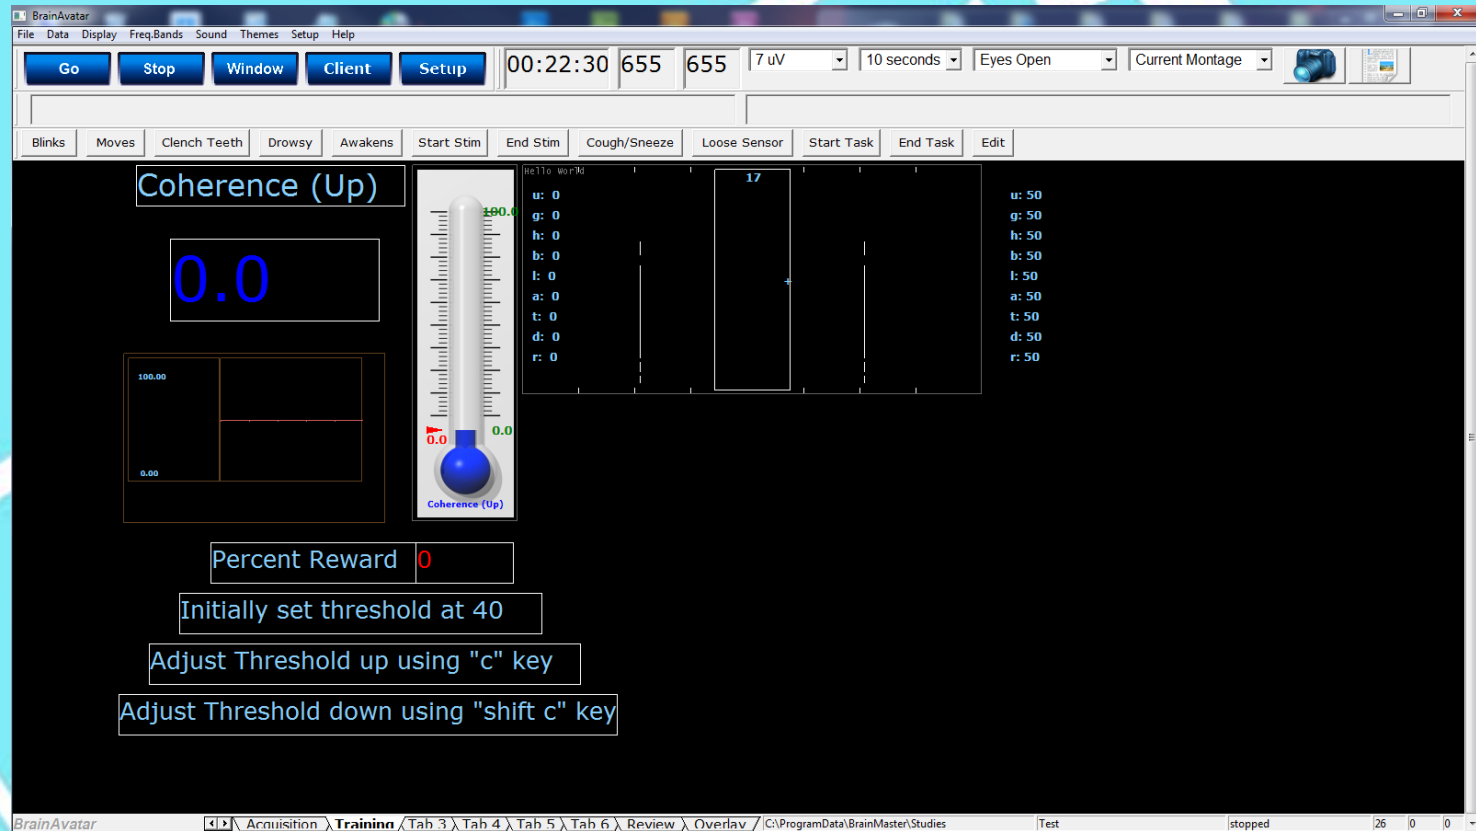 BrainAvatar
File Data Display Freq.Bands Sound Themes Setup Help
Go Stop Window Client Setup 00:22:30 655 655 7 uV 10 seconds Eyes Open Current Montage
Blinks Moves Clench Teeth Drowsy Awakens Start Stim End Stim Cough/Sneeze Loose Sensor Start Task End Task Edit
Coherence (Up)
0.0
100.00
0.00
100.0
0.0
0.0
Coherence (Up)
Hello World
17
u: 0
g: 0
h: 0
b: 0
l: 0
a: 0
t: 0
d: 0
r: 0
u: 50
g: 50
h: 50
b: 50
l: 50
a: 50
t: 50
d: 50
r: 50
Percent Reward 0
Initially set threshold at 40
Adjust Threshold up using "c" key
Adjust Threshold down using "shift c" key
BrainAvatar Acquisition Training Tab 3 Tab 4 Tab 5 Tab 6 Review Overlay C:\ProgramData\BrainMaster\Studies Test stopped 26 0 0